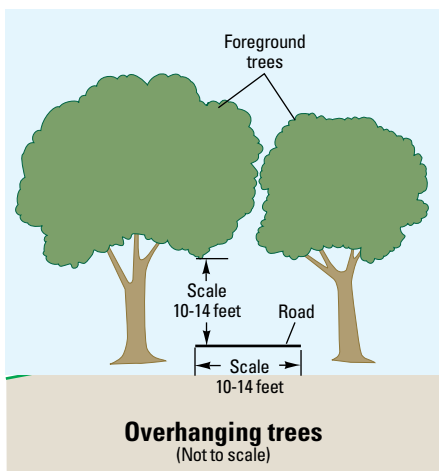 Foreground
trees
Scale
10-14 feet
Road
Scale
10-14 feet
Overhanging trees
(Not to scale)